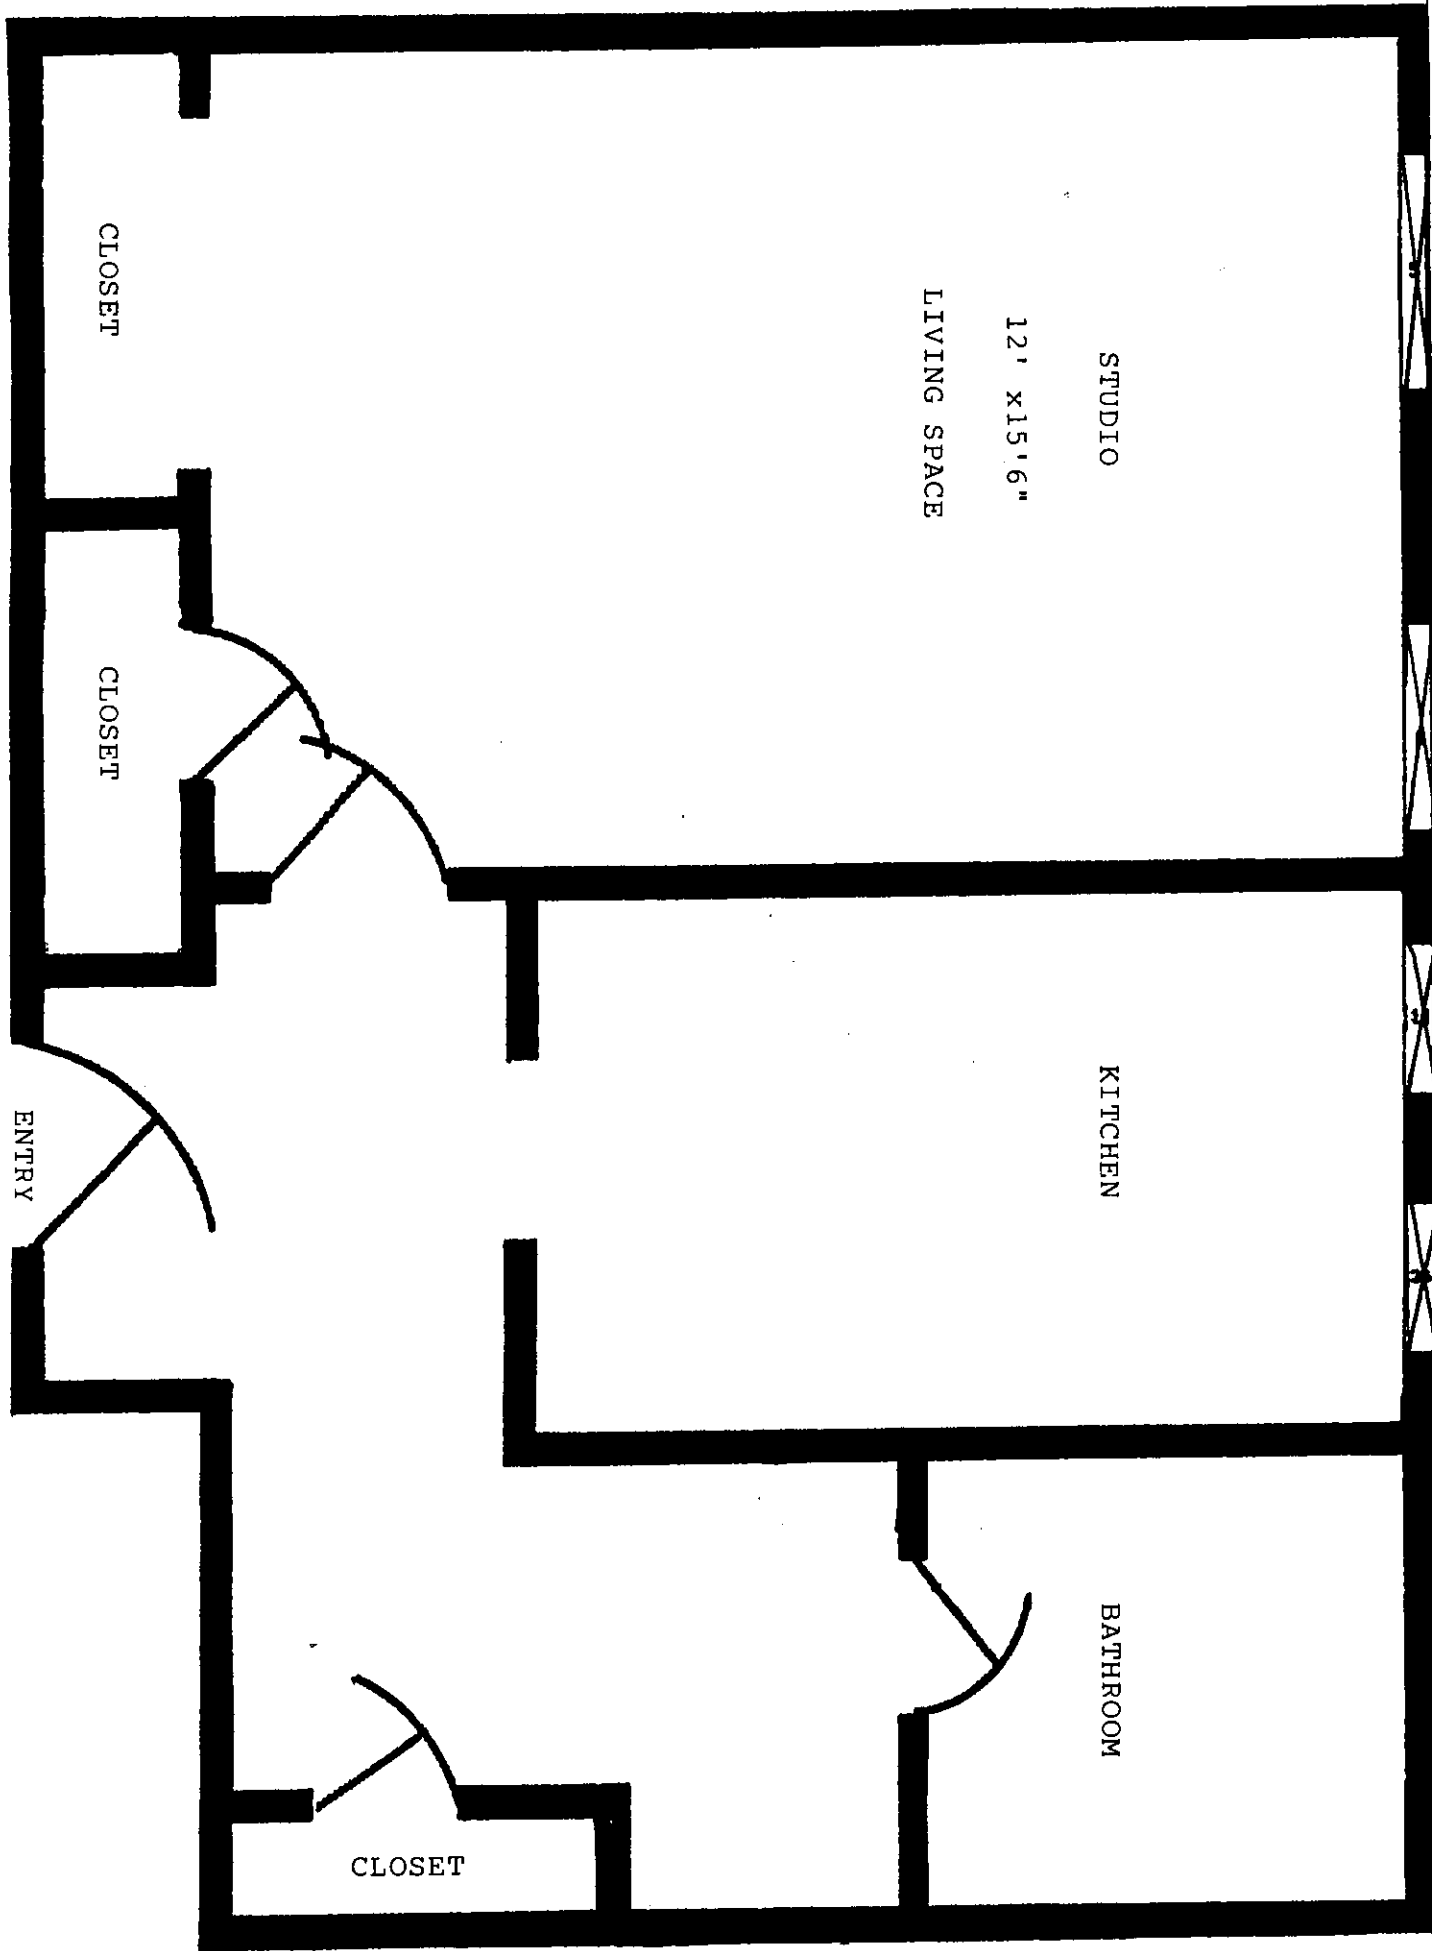 STUDIO
12' x15'6"
LIVING SPACE
CLOSET
CLOSET
KITCHEN
ENTRY
BATHROOM
CLOSET